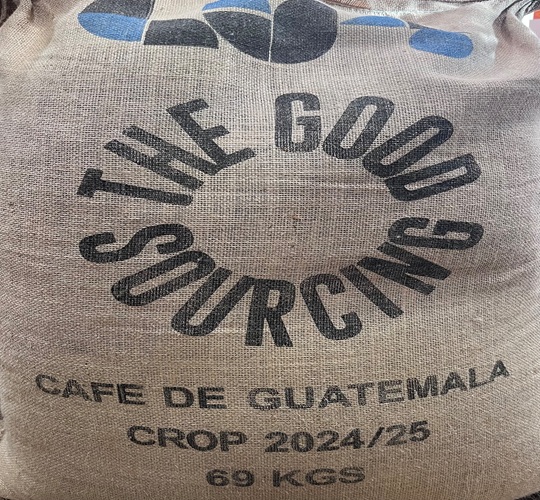 THE GOOD
SOURCING
CAFE DE GUATEMALA
CROP 2024/25
69 KGS